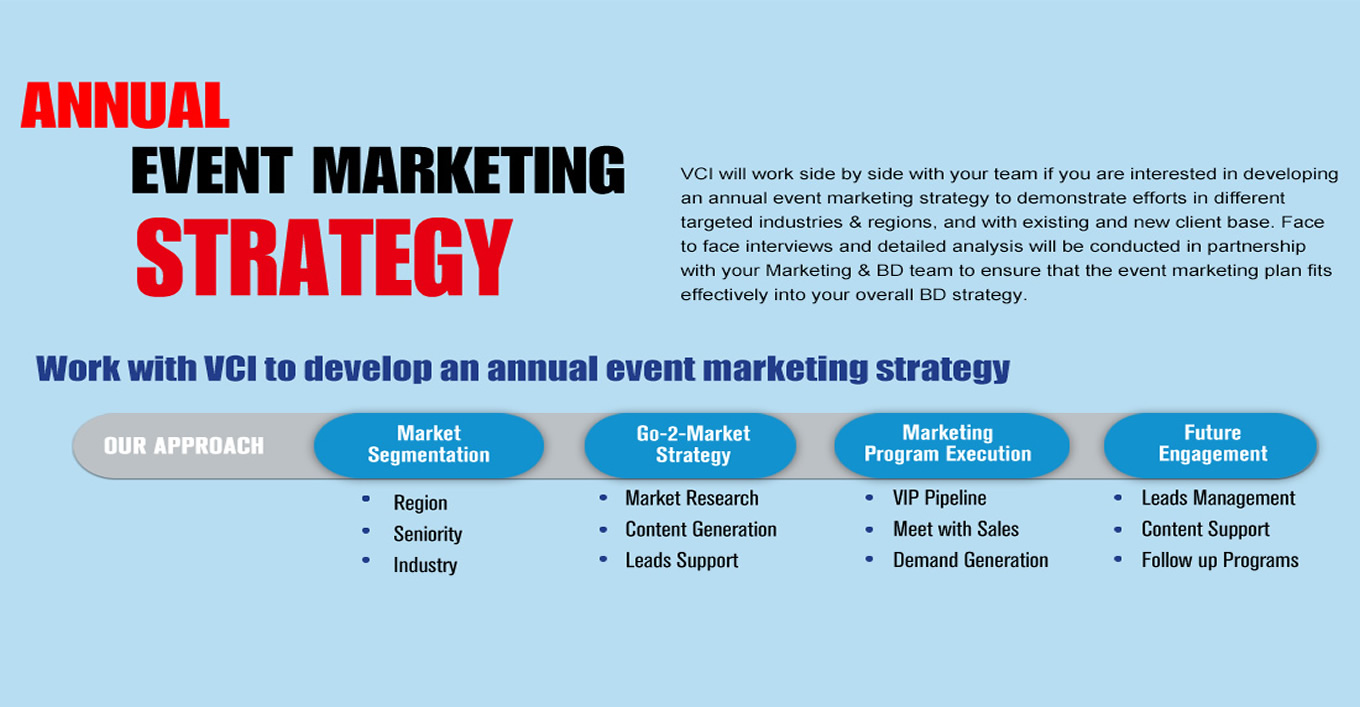 ANNUAL
EVENT MARKETING
STRATEGY
VCI will work side by side with your team if you are interested in developing
an annual event marketing strategy to demonstrate efforts in different
targeted industries & regions, and with existing and new client base. Face
to face interviews and detailed analysis will be conducted in partnership
with your Marketing & BD team to ensure that the event marketing plan fits
effectively into your overall BD strategy.
Work with VCI to develop an annual event marketing strategy
OUR APPROACH
Market
Segmentation
• Region
• Seniority
• Industry
Go-2-Market
Strategy
• Market Research
• Content Generation
• Leads Support
Marketing
Program Execution
• VIP Pipeline
• Meet with Sales
• Demand Generation
Future
Engagement
• Leads Management
• Content Support
• Follow up Programs